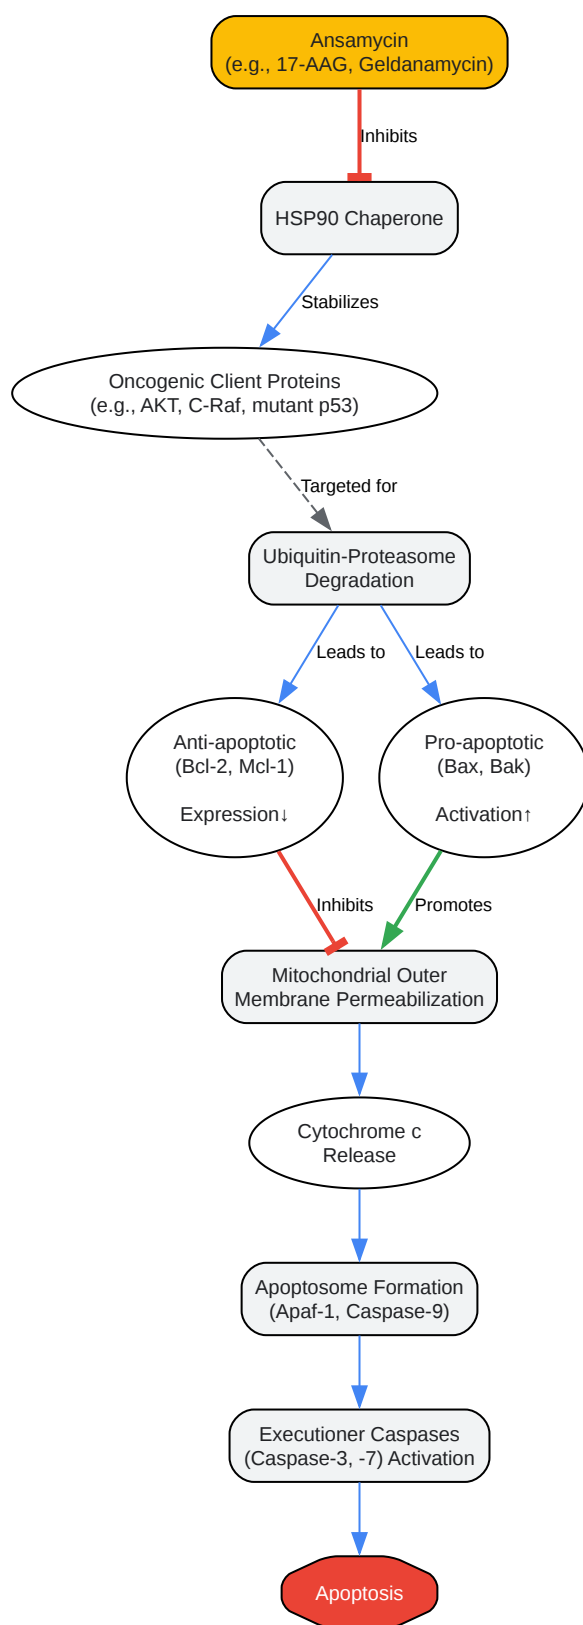 Ansamycin
(e.g., 17-AAG, Geldanamycin)
Inhibits
HSP90 Chaperone
Stabilizes
Oncogenic Client Proteins
(e.g., AKT, C-Raf, mutant p53)
Targeted for
Ubiquitin-Proteasome
Degradation
Leads to
Leads to
Anti-apoptotic
(Bcl-2, Mcl-1)
Expression↓
Pro-apoptotic
(Bax, Bak)
Activation↑
Inhibits
Promotes
Mitochondrial Outer
Membrane Permeabilization
Cytochrome c
Release
Apoptosome Formation
(Apaf-1, Caspase-9)
Executioner Caspases
(Caspase-3, -7) Activation
Apoptosis